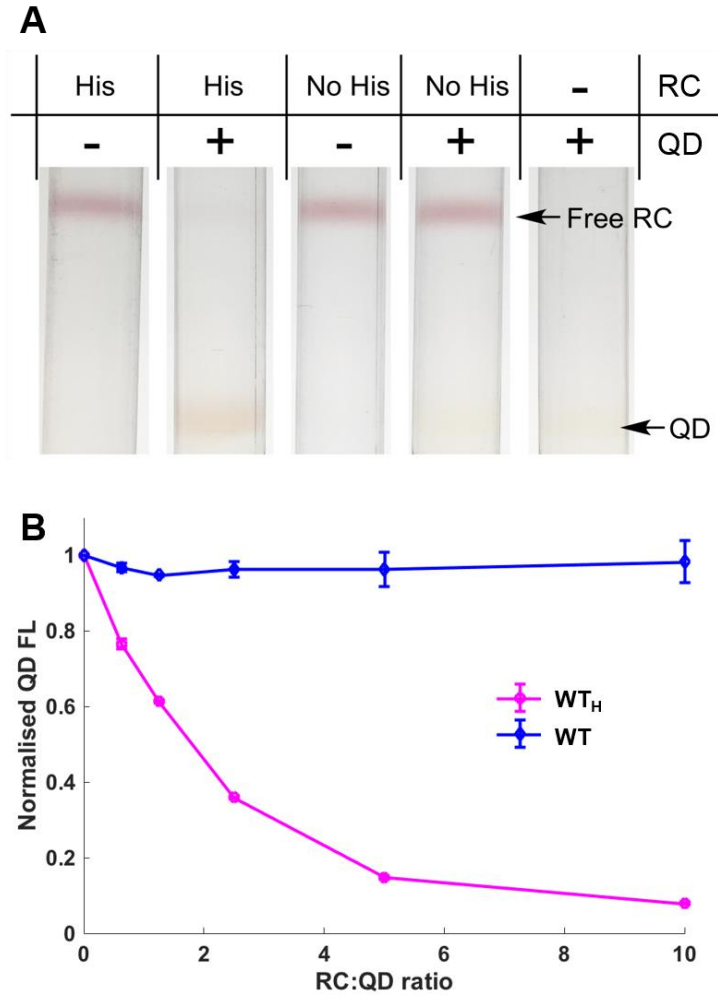 A
His His No His No His - RC
- + - + + QD
Free RC
QD
B
Normalised QD FL
1
0.8
0.6
0.4
0.2
0
0 2 4 6 8 10
RC:QD ratio
WTH
WT